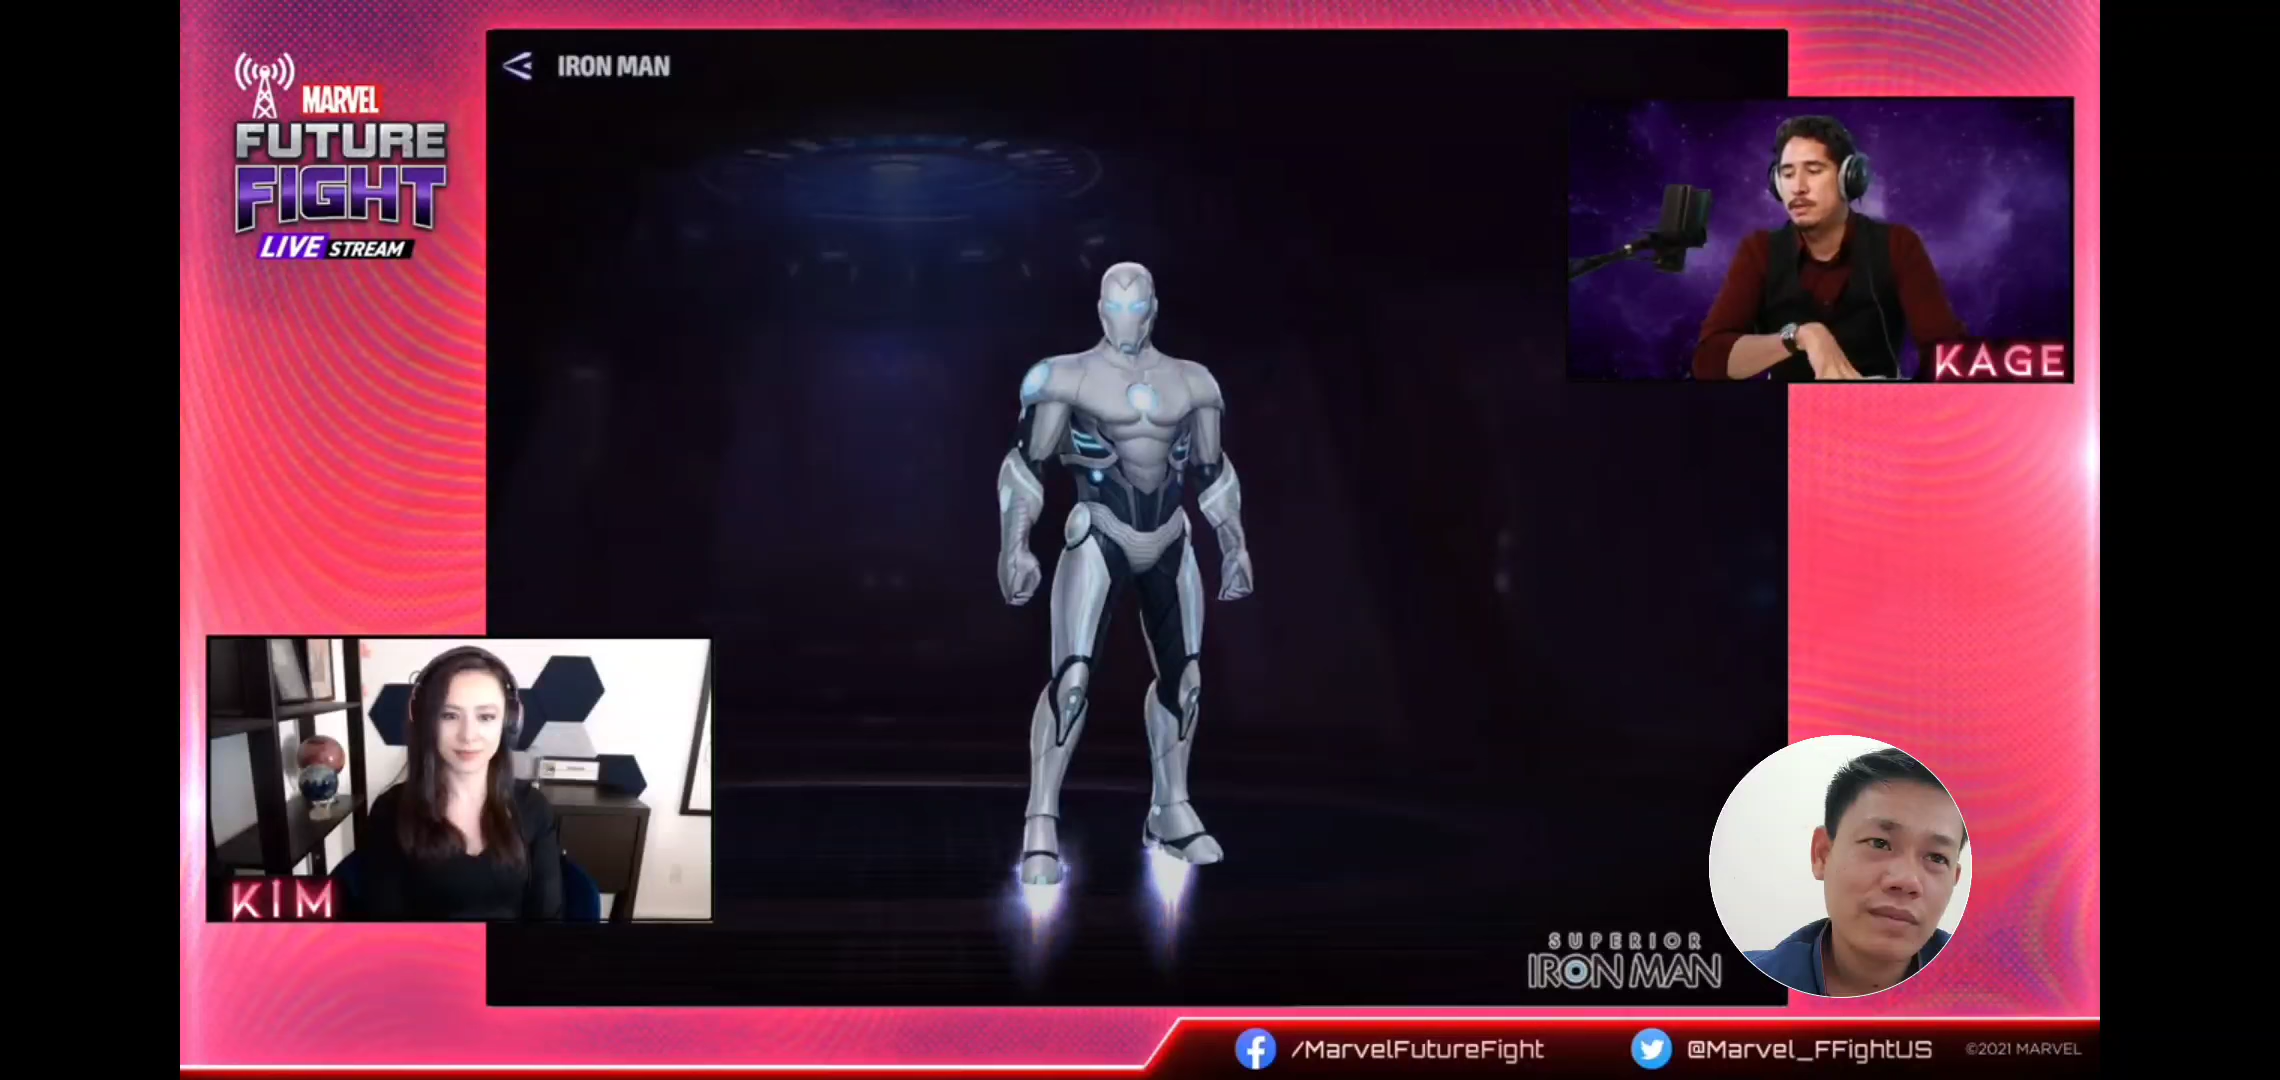 IRON MAN
MARVEL
FUTURE
FIGHT
LIVE STREAM
KAGE
KIM
SUPERIOR
IRON MAN
/MarvelFutureFight
@Marvel_FFightUS
©2021 MARVEL